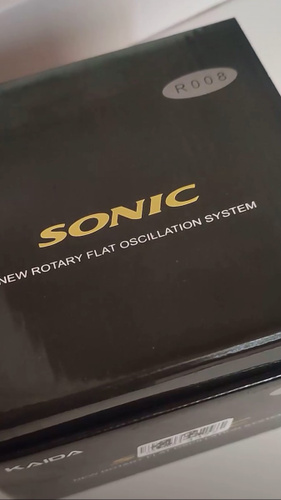 R008
SONIC
NEW ROTARY FLAT OSCILLATION SYSTEM
KAIDA